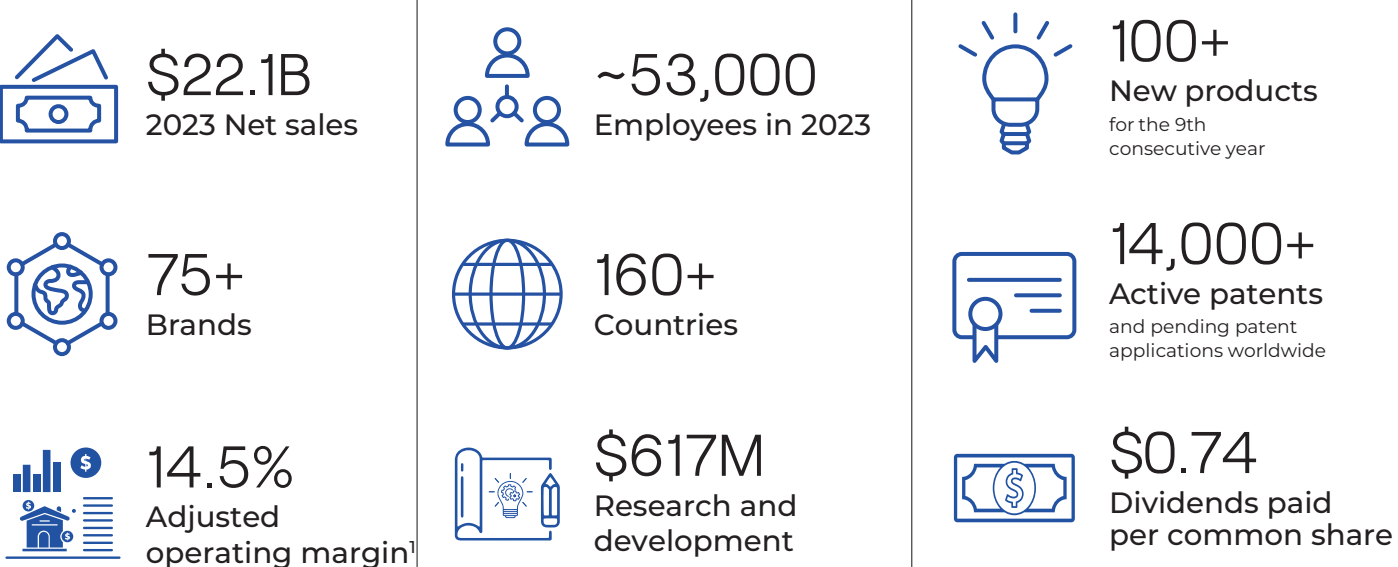 $22.1B
2023 Net sales
75+
Brands
14.5%
Adjusted
operating margin¹
~53,000
Employees in 2023
160+
Countries
$617M
Research and
development
100+
New products
for the 9th
consecutive year
14,000+
Active patents
and pending patent
applications worldwide
$0.74
Dividends paid
per common share